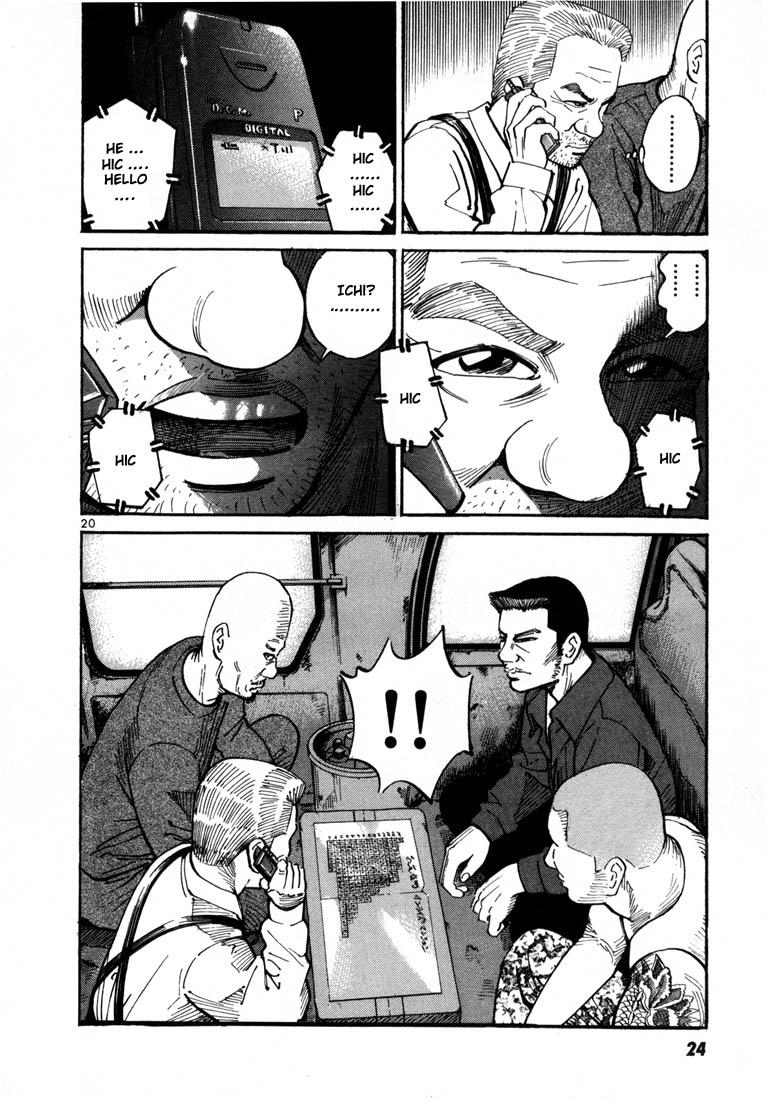 .........
HIC
......
HIC ......
DIGITAL
P
HE ...
HIC ....
HELLO
....
......
HIC
HIC
ICHI?
..........
HIC
20
!!
24